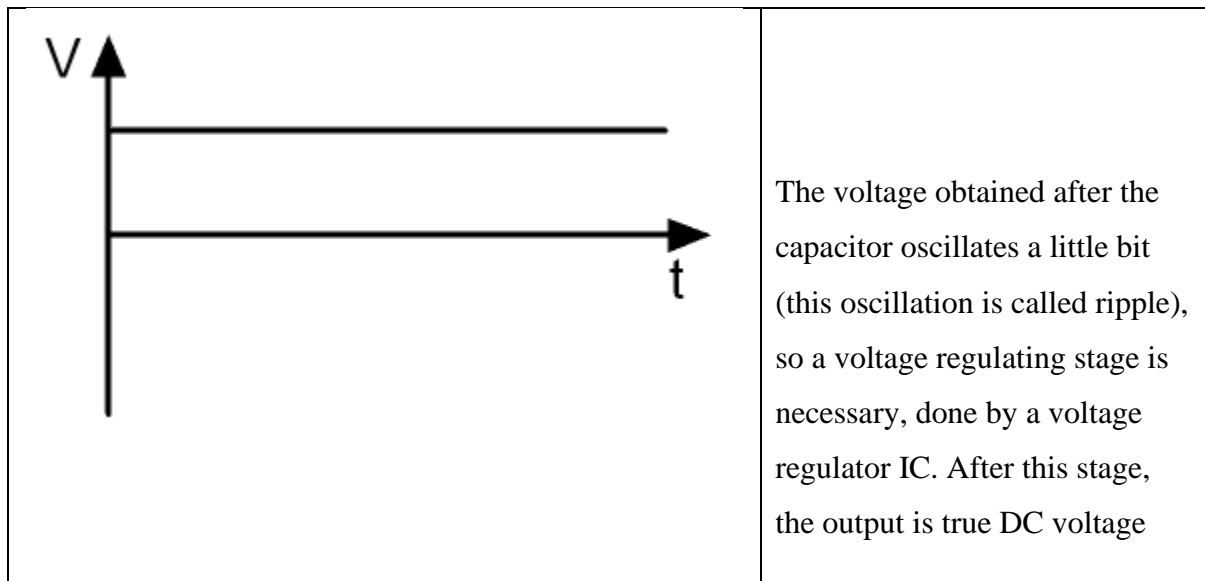 V
t
The voltage obtained after the
capacitor oscillates a little bit
(this oscillation is called ripple),
so a voltage regulating stage is
necessary, done by a voltage
regulator IC. After this stage,
the output is true DC voltage